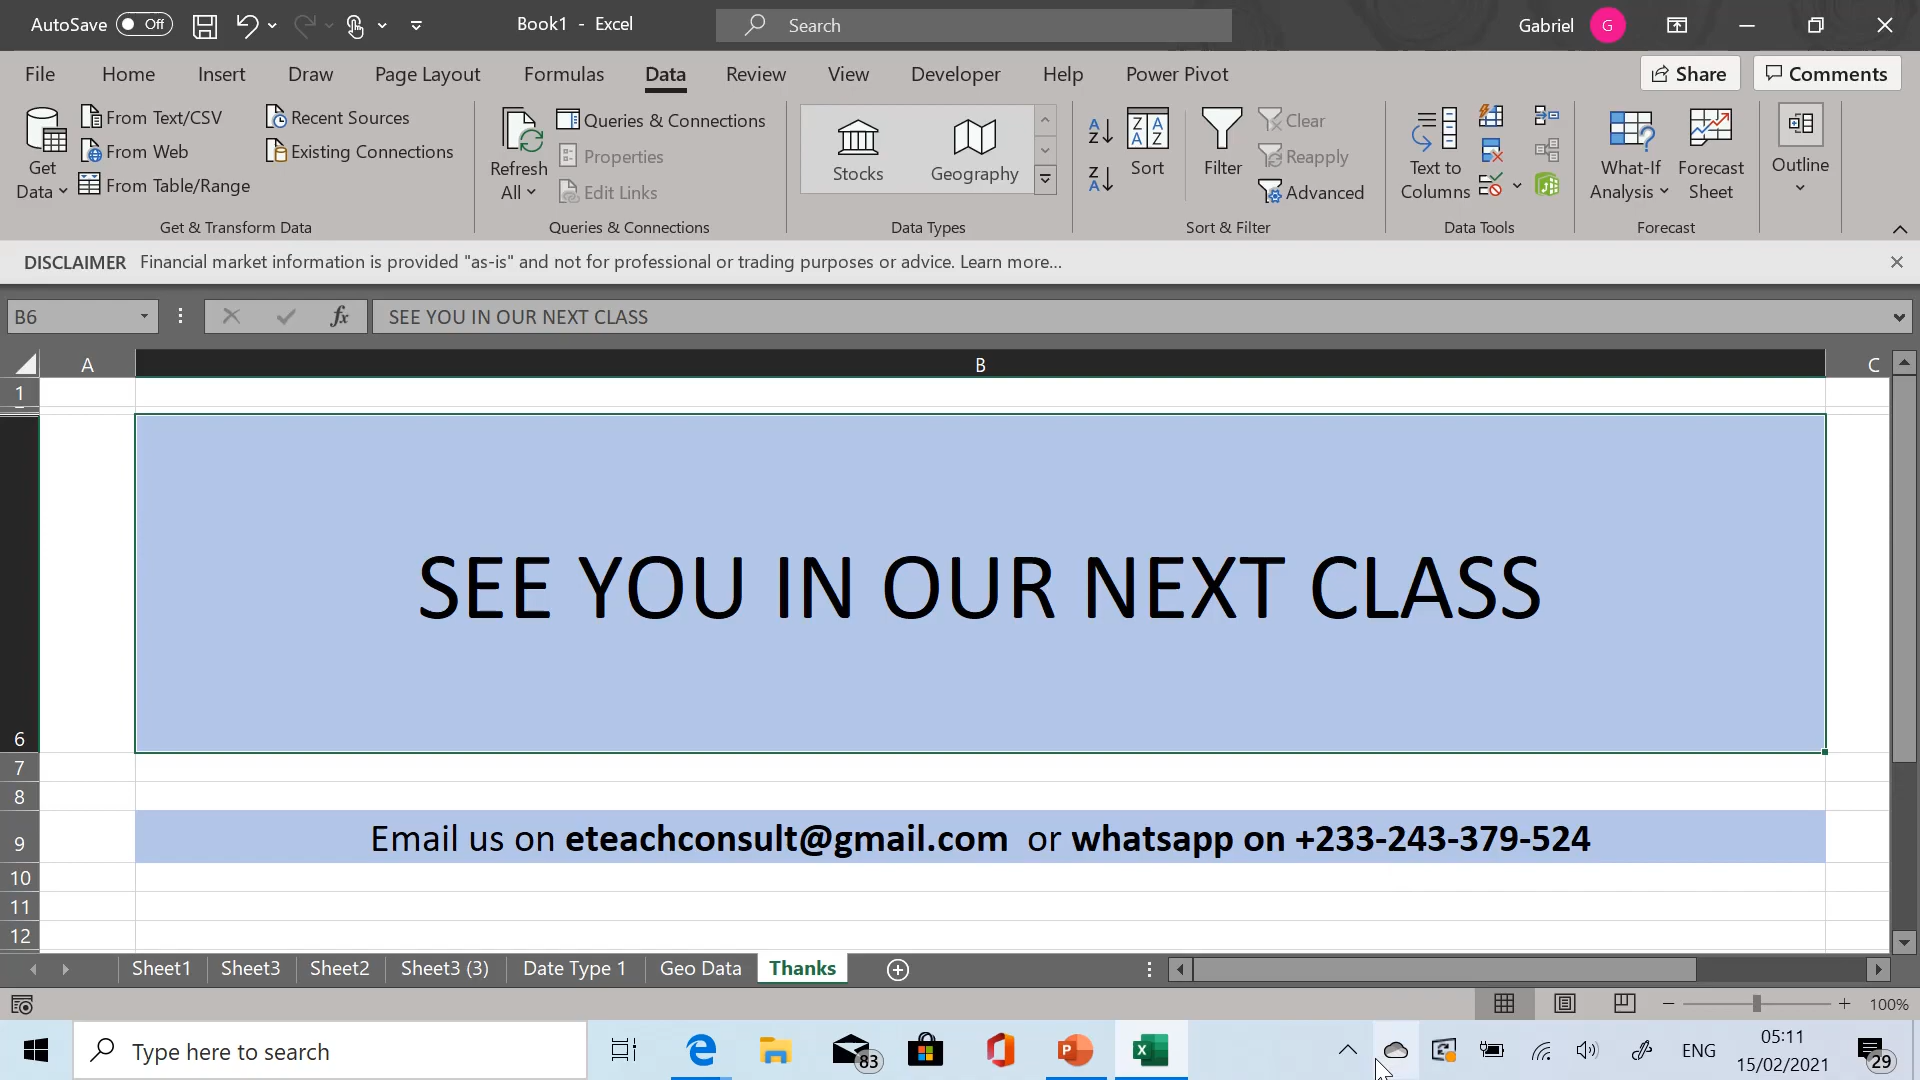 AutoSave Off Book1 - Excel Search Gabriel G
File Home Insert Draw Page Layout Formulas Data Review View Developer Help Power Pivot Share Comments
Get Data
From Text/CSV
From Web
From Table/Range
Recent Sources
Existing Connections
Get & Transform Data
Refresh All
Queries & Connections
Properties
Edit Links
Queries & Connections
Stocks Geography
Data Types
Sort
Filter
Clear
Reapply
Advanced
Sort & Filter
Text to Columns
Data Tools
What-If Analysis
Forecast Sheet
Forecast
Outline
DISCLAIMER Financial market information is provided "as-is" and not for professional or trading purposes or advice. Learn more...
B6 fx SEE YOU IN OUR NEXT CLASS
A B C
1
SEE YOU IN OUR NEXT CLASS
6
7
8
9 Email us on eteachconsult@gmail.com or whatsapp on +233-243-379-524
10
11
12
Sheet1 Sheet3 Sheet2 Sheet3 (3) Date Type 1 Geo Data Thanks
100%
Type here to search 83 ENG 05:11
15/02/2021 29